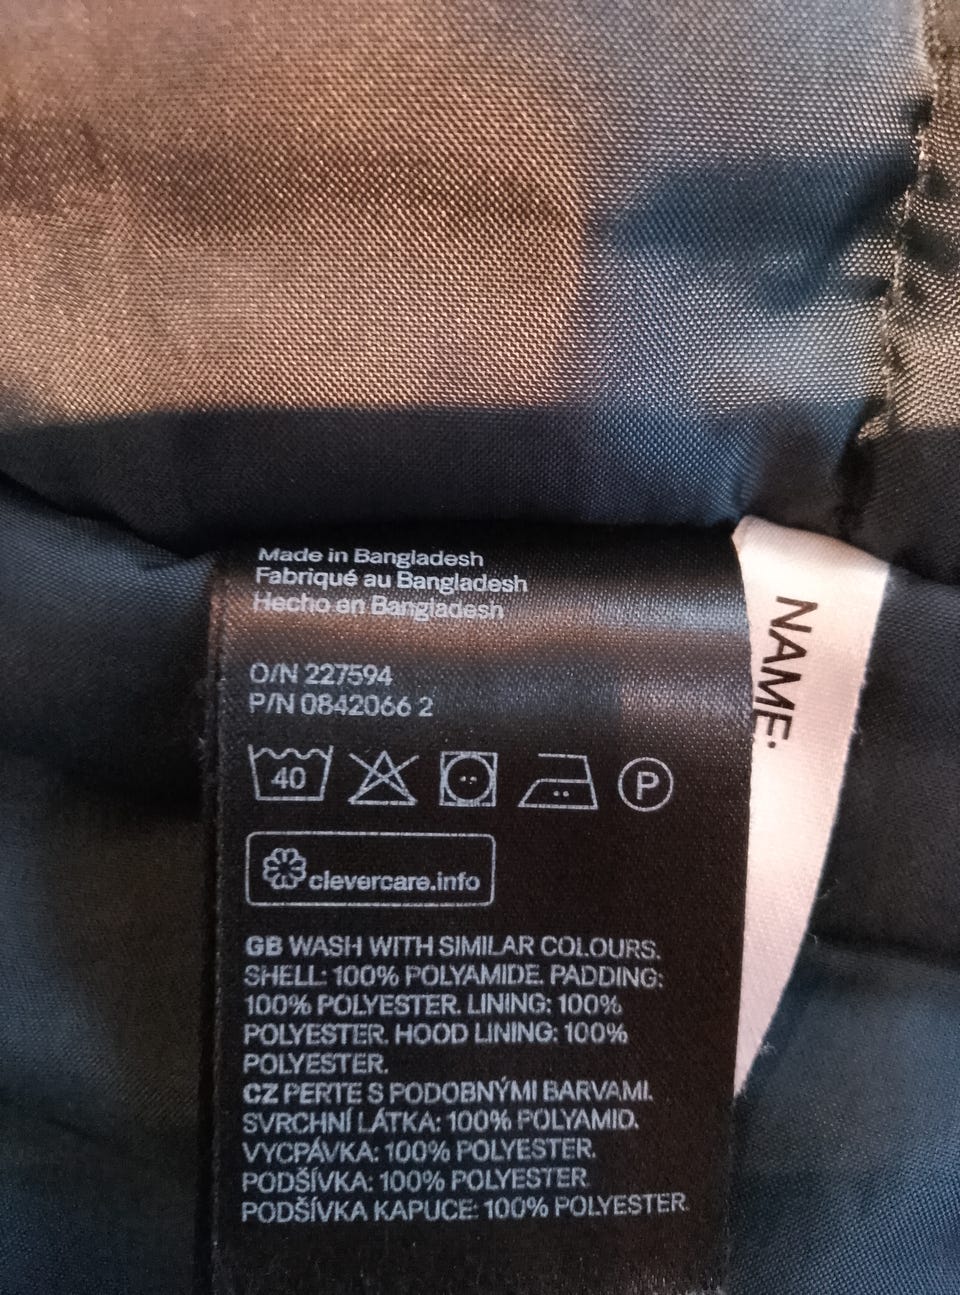 Made in Bangladesh
Fabriqué au Bangladesh
Hecho en Bangladesh
O/N 227594
P/N 0842066 2
40
P
clevercare.info
GB WASH WITH SIMILAR COLOURS.
SHELL: 100% POLYAMIDE. PADDING:
100% POLYESTER. LINING: 100%
POLYESTER. HOOD LINING: 100%
POLYESTER.
CZ PERTE S PODOBNÝMI BARVAMI.
SVRCHNÍ LÁTKA: 100% POLYAMID.
VYCPÁVKA: 100% POLYESTER.
PODŠÍVKA: 100% POLYESTER
PODŠÍVKA KAPUCE: 100% POLYESTER.
NAME: